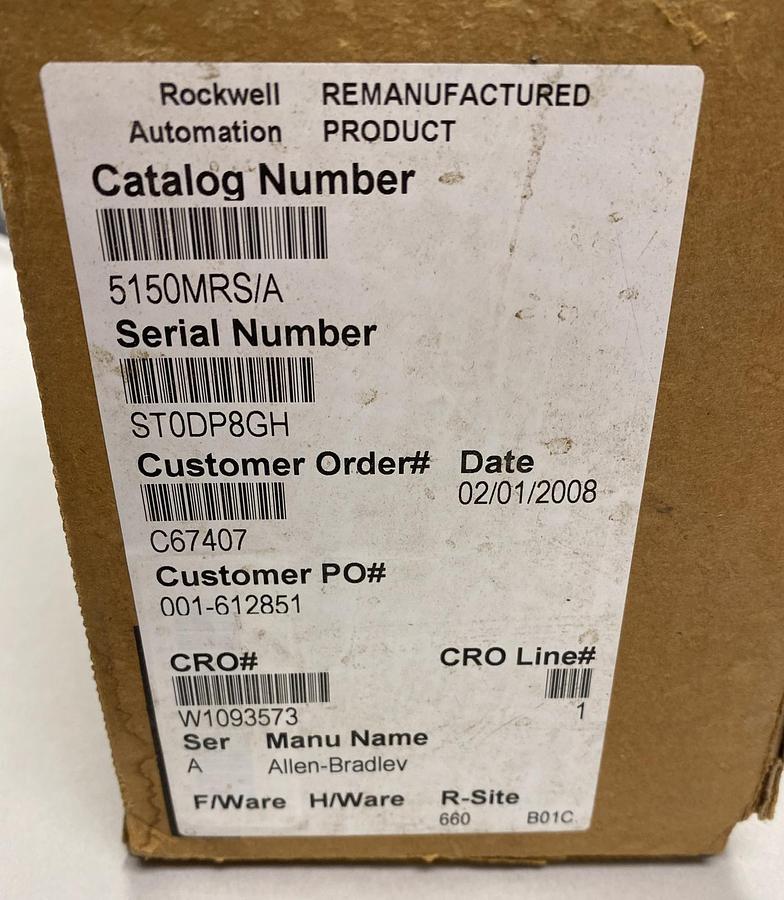 Rockwell REMANUFACTURED
Automation PRODUCT
Catalog Number
5150MRS/A
Serial Number
ST0DP8GH
Customer Order# Date
02/01/2008
C67407
Customer PO#
001-612851
CRO# CRO Line#
W1093573 1
Ser Manu Name
A Allen-Bradley
F/Ware H/Ware R-Site
660 B01C